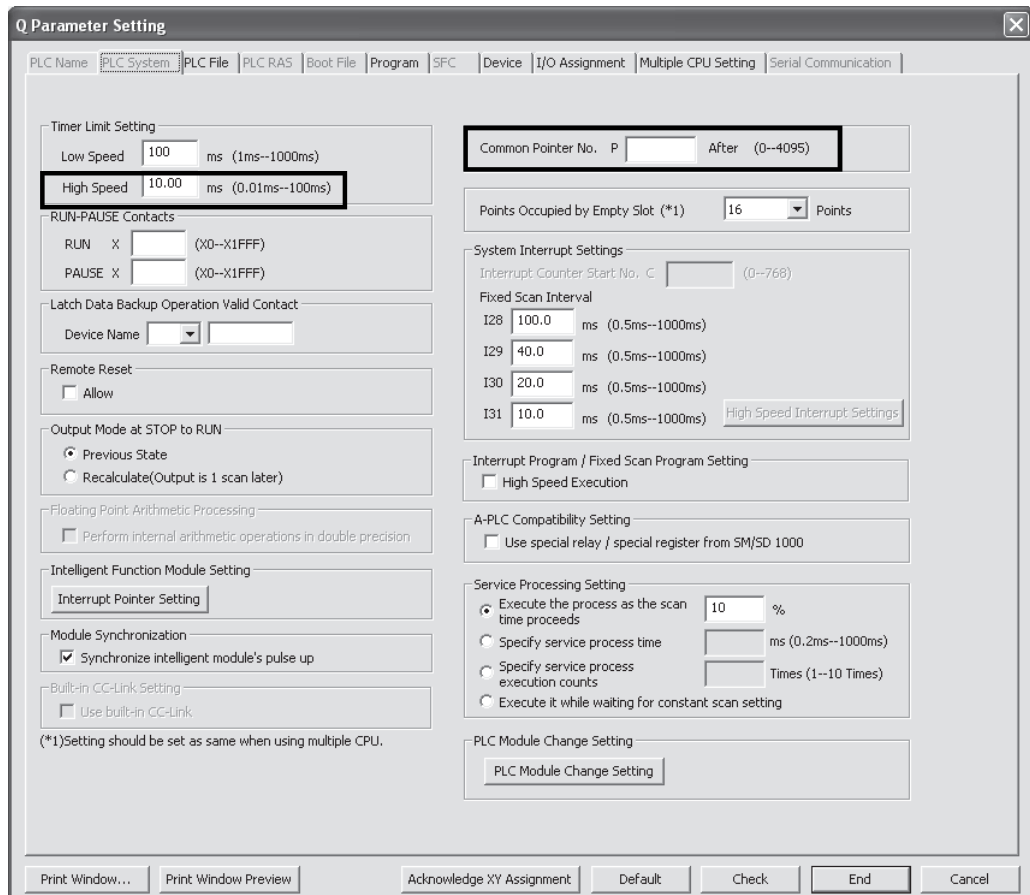 Q Parameter Setting
PLC Name PLC System PLC File PLC RAS Boot File Program SFC Device I/O Assignment Multiple CPU Setting Serial Communication
Timer Limit Setting
Low Speed 100 ms (1ms--1000ms)
High Speed 10.00 ms (0.01ms--100ms)
RUN-PAUSE Contacts
RUN X (X0--X1FFF)
PAUSE X (X0--X1FFF)
Latch Data Backup Operation Valid Contact
Device Name
Remote Reset
Allow
Output Mode at STOP to RUN
Previous State
Recalculate(Output is 1 scan later)
Floating Point Arithmetic Processing
Perform internal arithmetic operations in double precision
Intelligent Function Module Setting
Interrupt Pointer Setting
Module Synchronization
Synchronize intelligent module's pulse up
Built-in CC-Link Setting
Use built-in CC-Link
(*1)Setting should be set as same when using multiple CPU.
Common Pointer No. P After (0--4095)
Points Occupied by Empty Slot (*1) 16 Points
System Interrupt Settings
Interrupt Counter Start No. C (0--768)
Fixed Scan Interval
I28 100.0 ms (0.5ms--1000ms)
I29 40.0 ms (0.5ms--1000ms)
I30 20.0 ms (0.5ms--1000ms)
I31 10.0 ms (0.5ms--1000ms) High Speed Interrupt Settings
Interrupt Program / Fixed Scan Program Setting
High Speed Execution
A-PLC Compatibility Setting
Use special relay / special register from SM/SD 1000
Service Processing Setting
Execute the process as the scan
time proceeds 10 %
Specify service process time ms (0.2ms--1000ms)
Specify service process
execution counts Times (1--10 Times)
Execute it while waiting for constant scan setting
PLC Module Change Setting
PLC Module Change Setting
Print Window... Print Window Preview Acknowledge XY Assignment Default Check End Cancel